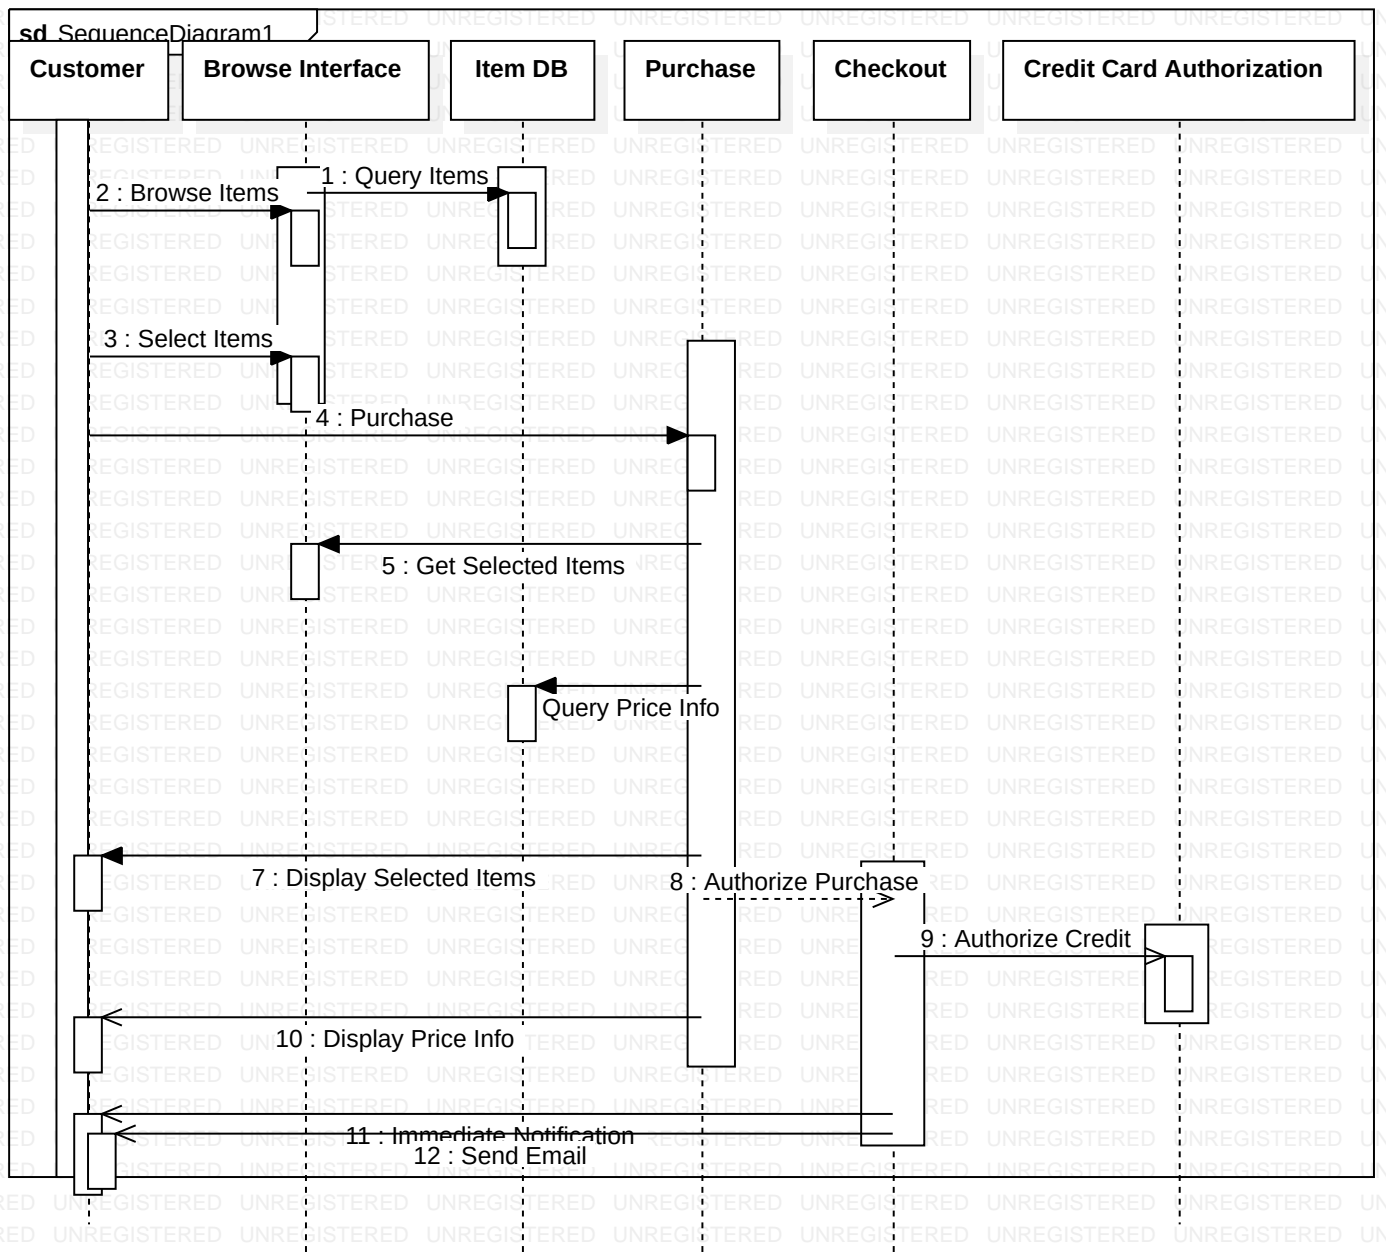 sd SequenceDiagram1
Customer
Browse Interface
Item DB
Purchase
Checkout
Credit Card Authorization
1 : Query Items
2 : Browse Items
3 : Select Items
4 : Purchase
5 : Get Selected Items
Query Price Info
7 : Display Selected Items
8 : Authorize Purchase
9 : Authorize Credit
10 : Display Price Info
11 : Immediate Notification
12 : Send Email
UNREGISTERED